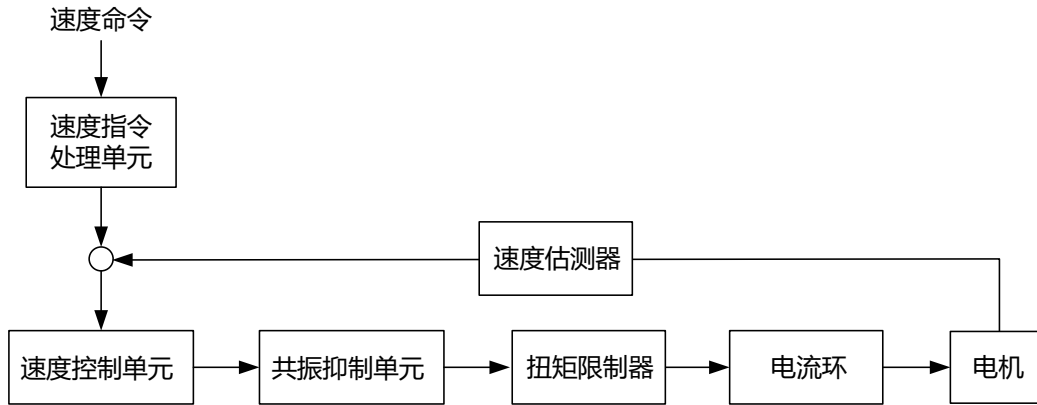 速度命令
速度指令
处理单元
速度估测器
速度控制单元
共振抑制单元
扭矩限制器
电流环
电机